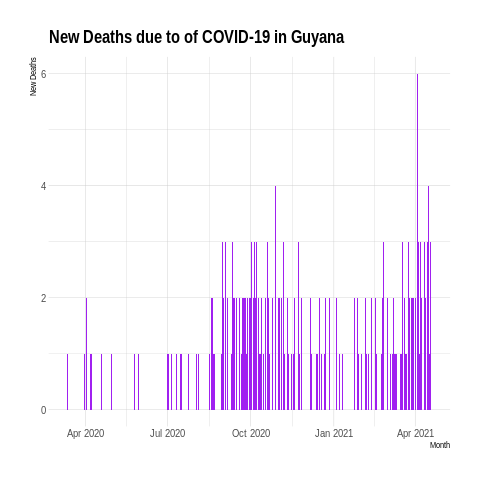 New Deaths due to of COVID-19 in Guyana
New Deaths
6
4
2
0
Apr 2020 Jul 2020 Oct 2020 Jan 2021 Apr 2021
Month